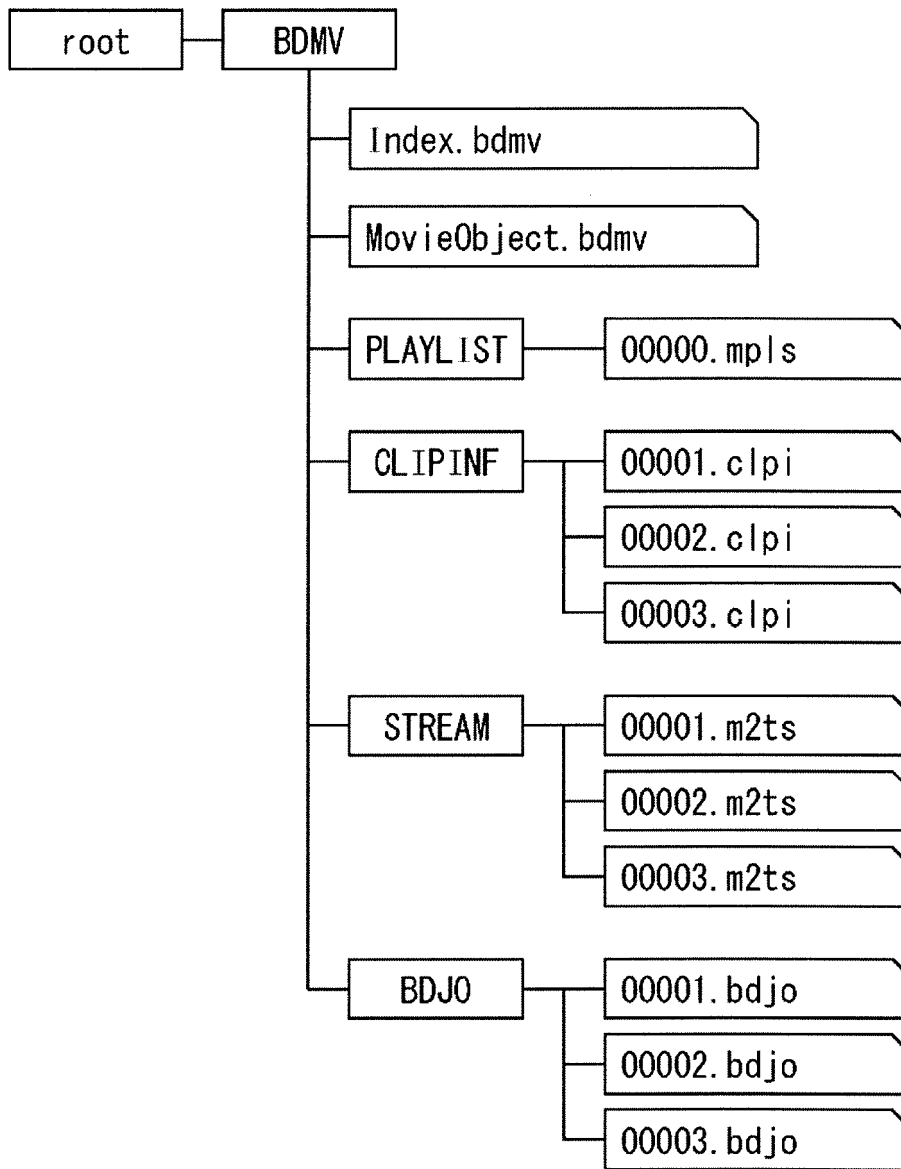 root
BDMV
Index.bdmv
MovieObject.bdmv
PLAYLIST
00000.mpls
CLIPINF
00001.clpi
00002.clpi
00003.clpi
STREAM
00001.m2ts
00002.m2ts
00003.m2ts
BDJO
00001.bdjo
00002.bdjo
00003.bdjo